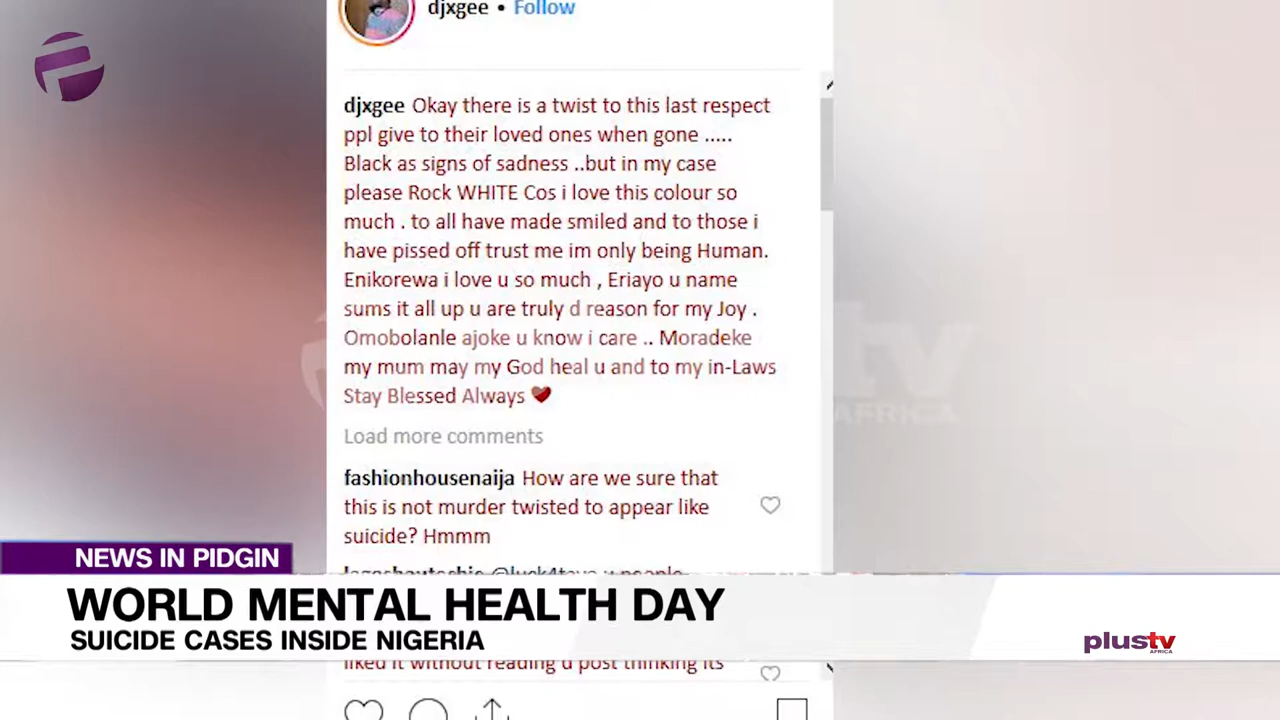 djxgee • Follow
djxgee Okay there is a twist to this last respect
ppl give to their loved ones when gone .....
Black as signs of sadness ..but in my case
please Rock WHITE Cos i love this colour so
much . to all have made smiled and to those i
have pissed off trust me im only being Human.
Enikorewa i love u so much , Eriayo u name
sums it all up u are truly d reason for my Joy .
Omobolanle ajoke u know i care .. Moradeke
my mum may my God heal u and to my in-Laws
Stay Blessed Always
Load more comments
fashionhousenaija How are we sure that
this is not murder twisted to appear like
suicide? Hmmm
NEWS IN PIDGIN
WORLD MENTAL HEALTH DAY
SUICIDE CASES INSIDE NIGERIA
plustv
AFRICA
liked it without reading u post thinking its
tv
AFRICA